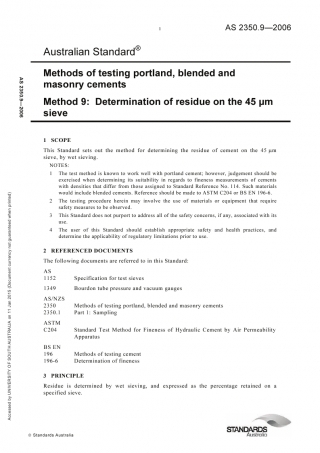 1
AS 2350.9—2006
Australian Standard®
Methods of testing portland, blended and
masonry cements
Method 9: Determination of residue on the 45 µm
sieve
1 SCOPE
This Standard sets out the method for determining the residue of cement on the 45 µm
sieve, by wet sieving.
NOTES:
1 The test method is known to work well with portland cement; however, judgement should be
exercised when determining its suitability in regards to fineness measurements of cements
with densities that differ from those assigned to Standard Reference No. 114. Such materials
would include blended cements. Reference should be made to ASTM C204 or BS EN 196-6.
2 The testing procedure herein may involve the use of materials or equipment that require
safety measures to be observed.
3 This Standard does not purport to address all of the safety concerns, if any, associated with its
use.
4 The user of this Standard should establish appropriate safety and health practices, and
determine the applicability of regulatory limitations prior to use.
2 REFERENCED DOCUMENTS
The following documents are referred to in this Standard:
AS
1152 Specification for test sieves
1349 Bourdon tube pressure and vacuum gauges
AS/NZS
2350 Methods of testing portland, blended and masonry cements
2350.1 Part 1: Sampling
ASTM
C204 Standard Test Method for Fineness of Hydraulic Cement by Air Permeability
Apparatus
BS EN
196 Methods of testing cement
196-6 Determination of fineness
3 PRINCIPLE
Residue is determined by wet sieving, and expressed as the percentage retained on a
specified sieve.
© Standards Australia
STANDARDS
Australia
AS 2350.9—2006
Accessed by UNIVERSITY OF SOUTH AUSTRALIA on 11 Jan 2015 (Document currency not guaranteed when printed)